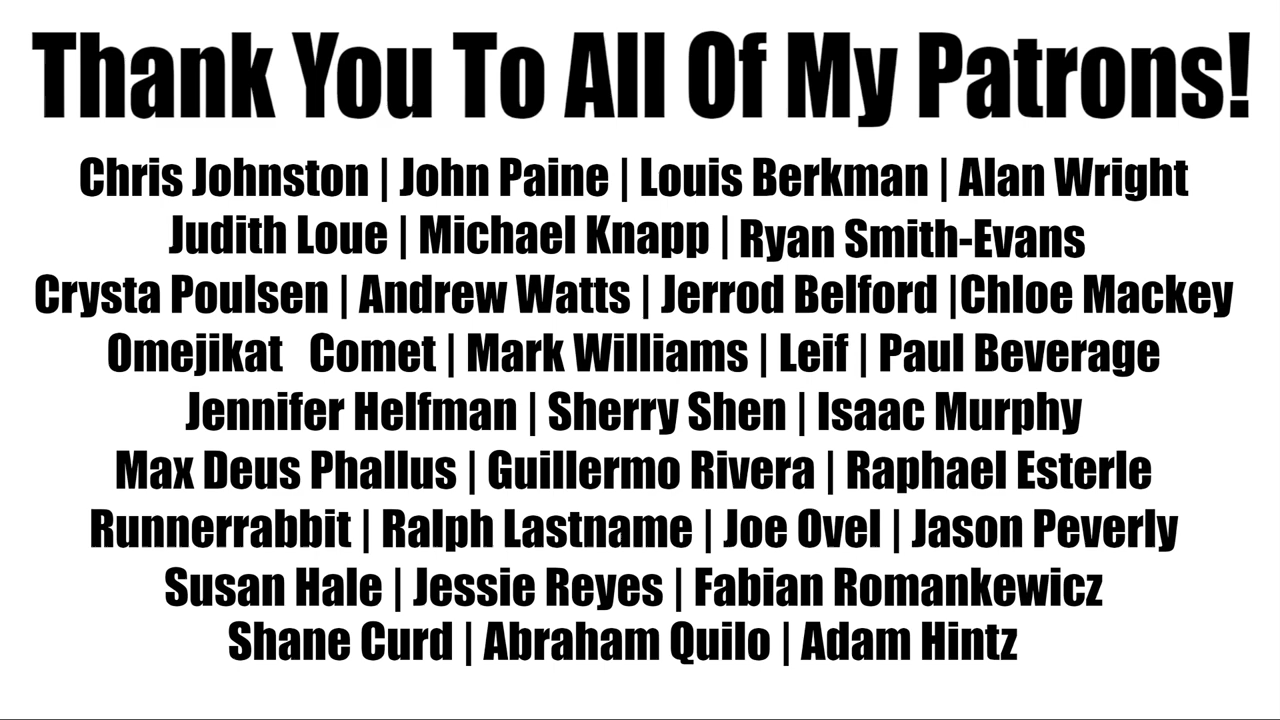 Thank You To All Of My Patrons!
Chris Johnston | John Paine | Louis Berkman | Alan Wright
Judith Loue | Michael Knapp | Ryan Smith-Evans
Crysta Poulsen | Andrew Watts | Jerrod Belford |Chloe Mackey
Omejikat Comet | Mark Williams | Leif | Paul Beverage
Jennifer Helfman | Sherry Shen | Isaac Murphy
Max Deus Phallus | Guillermo Rivera | Raphael Esterle
Runnerrabbit | Ralph Lastname | Joe Ovel | Jason Peverly
Susan Hale | Jessie Reyes | Fabian Romankewicz
Shane Curd | Abraham Quilo | Adam Hintz